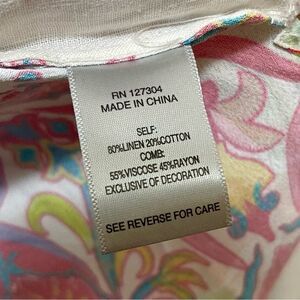 RN 127304
MADE IN CHINA
SELF:
80%LINEN 20%COTTON
COMB:
55%VISCOSE 45%RAYON
EXCLUSIVE OF DECORATION
SEE REVERSE FOR CARE